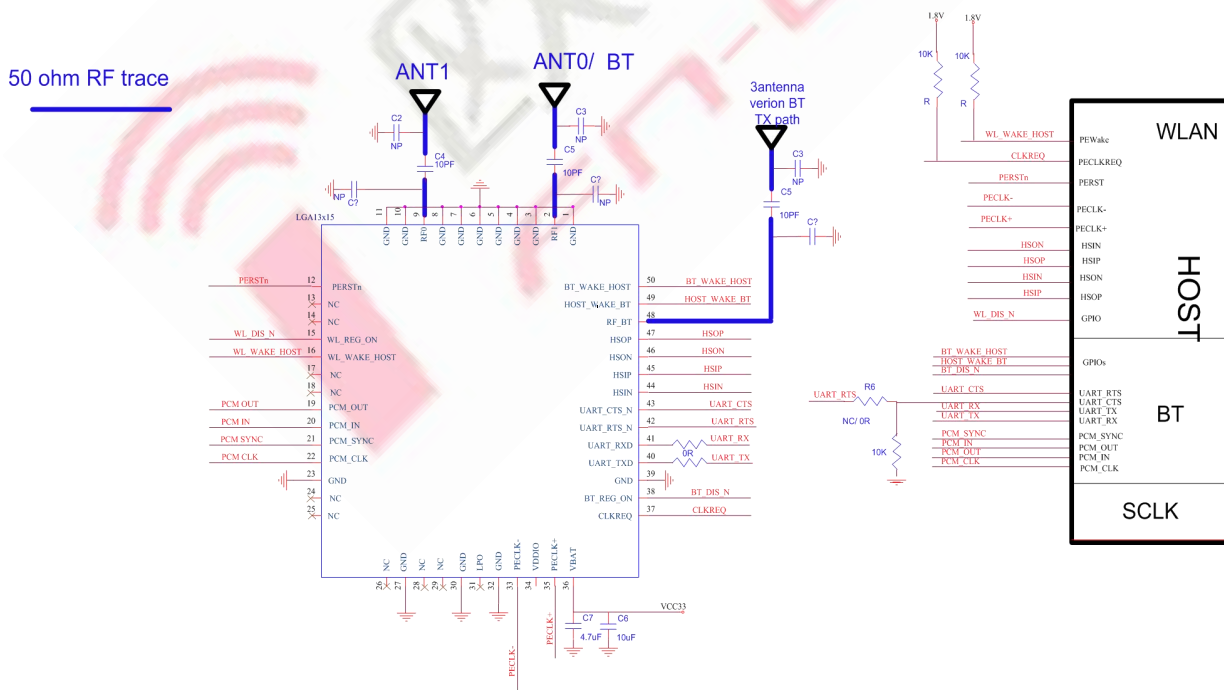 50 ohm RF trace
ANT1
ANT0/ BT
3antenna
verion BT
TX path
C2
NP
C4
10PF
NP
C?
C3
NP
C5
10PF
C?
NP
C3
NP
C5
10PF
C?
LGA13x15
11 10 9 8 7 6 5 4 3 2 1
GND GND RF0 GND GND GND GND GND GND RF1 GND
PERSTn 12 PERSTn
13 NC
14 NC
WL_DIS_N 15 WL_REG_ON
WL_WAKE_HOST 16 WL_WAKE_HOST
17 NC
18 NC
PCM OUT 19 PCM_OUT
PCM IN 20 PCM_IN
PCM SYNC 21 PCM_SYNC
PCM CLK 22 PCM_CLK
23 GND
24 NC
25 NC
BT_WAKE_HOST 50 BT_WAKE_HOST
HOST_WAKE_BT 49 HOST_WAKE_BT
RF_BT 48
HSOP 47 HSOP
HSON 46 HSON
HSIP 45 HSIP
HSIN 44 HSIN
UART_CTS_N 43 UART_CTS
UART_RTS_N 42 UART_RTS
UART_RXD 41 UART_RX
0R
UART_TXD 40 UART_TX
GND 39
BT_REG_ON 38 BT_DIS_N
CLKREQ 37 CLKREQ
NC GND NC NC GND LPO GND PECLK- VDDIO PECLK+ VBAT
26 27 28 29 30 31 32 33 34 35 36
PECLK-
PECLK+
VCC33
C7
4.7uF
C6
10uF
1.8V
1.8V
10K
R
10K
R
WLAN
HOST
BT
SCLK
WL_WAKE_HOST PEWake
CLKREQ PECLKREQ
PERSTn PERST
PECLK- PECLK-
PECLK+ PECLK+
HSON HSIN
HSOP HSIP
HSIN HSON
HSIP HSOP
WL_DIS_N GPIO
BT_WAKE_HOST
HOST_WAKE_BT GPIOs
BT_DIS_N
UART_RTS R6
NC/ 0R
10K
UART_CTS UART_RTS
UART_CTS
UART_RX UART_TX
UART_TX UART_RX
PCM_SYNC PCM_SYNC
PCM_IN PCM_OUT
PCM_OUT PCM_IN
PCM_CLK PCM_CLK